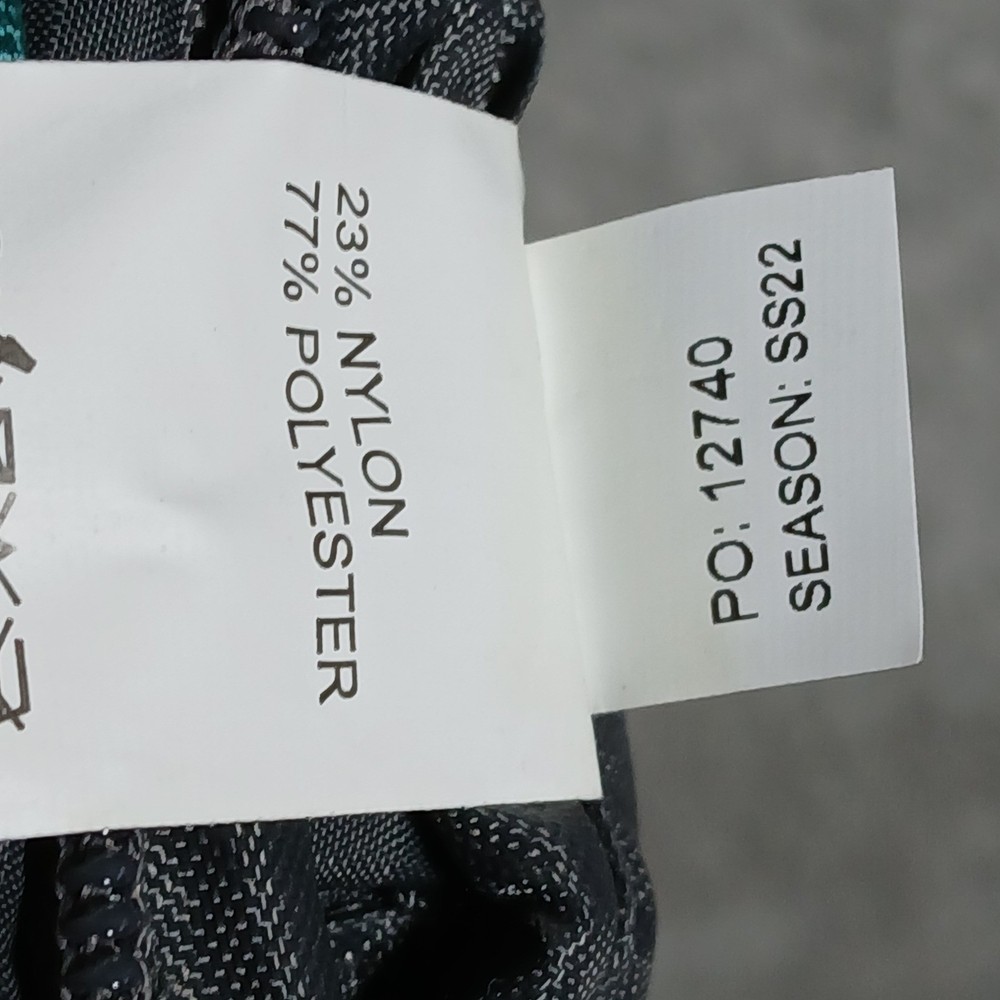 23% NYLON
77% POLYESTER
PO: 12740
SEASON: SS22